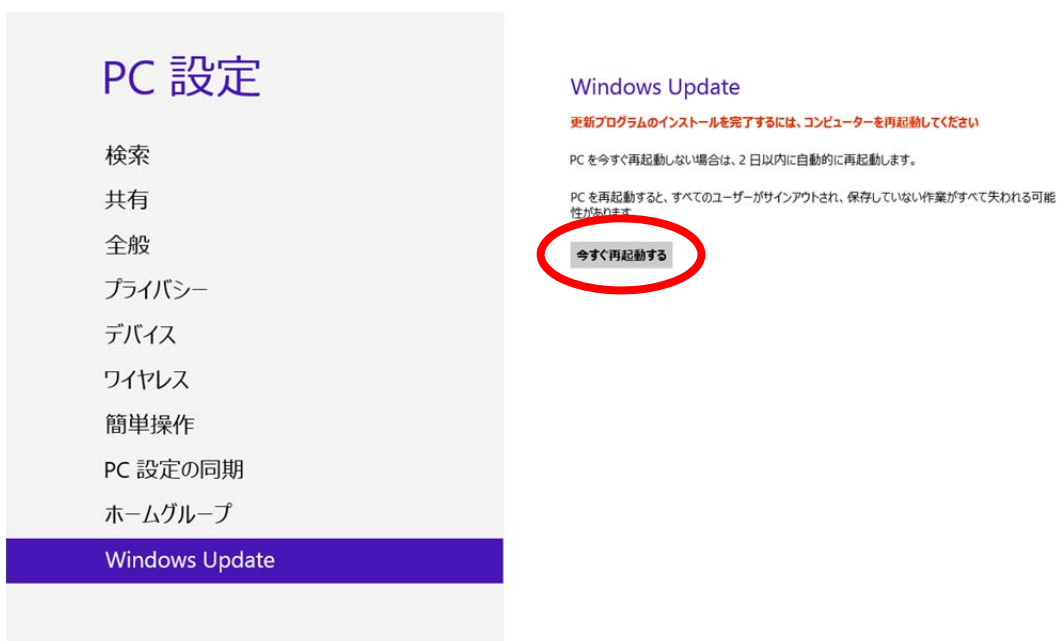 PC 設定
検索
共有
全般
プライバシー
デバイス
ワイヤレス
簡単操作
PC 設定の同期
ホームグループ
Windows Update
Windows Update
更新プログラムのインストールを完了するには、コンピューターを再起動してください
PC を今すぐ再起動しない場合は、2 日以内に自動的に再起動します。
PC を再起動すると、すべてのユーザーがサインアウトされ、保存していない作業がすべて失われる可能
性があります
今すぐ再起動する